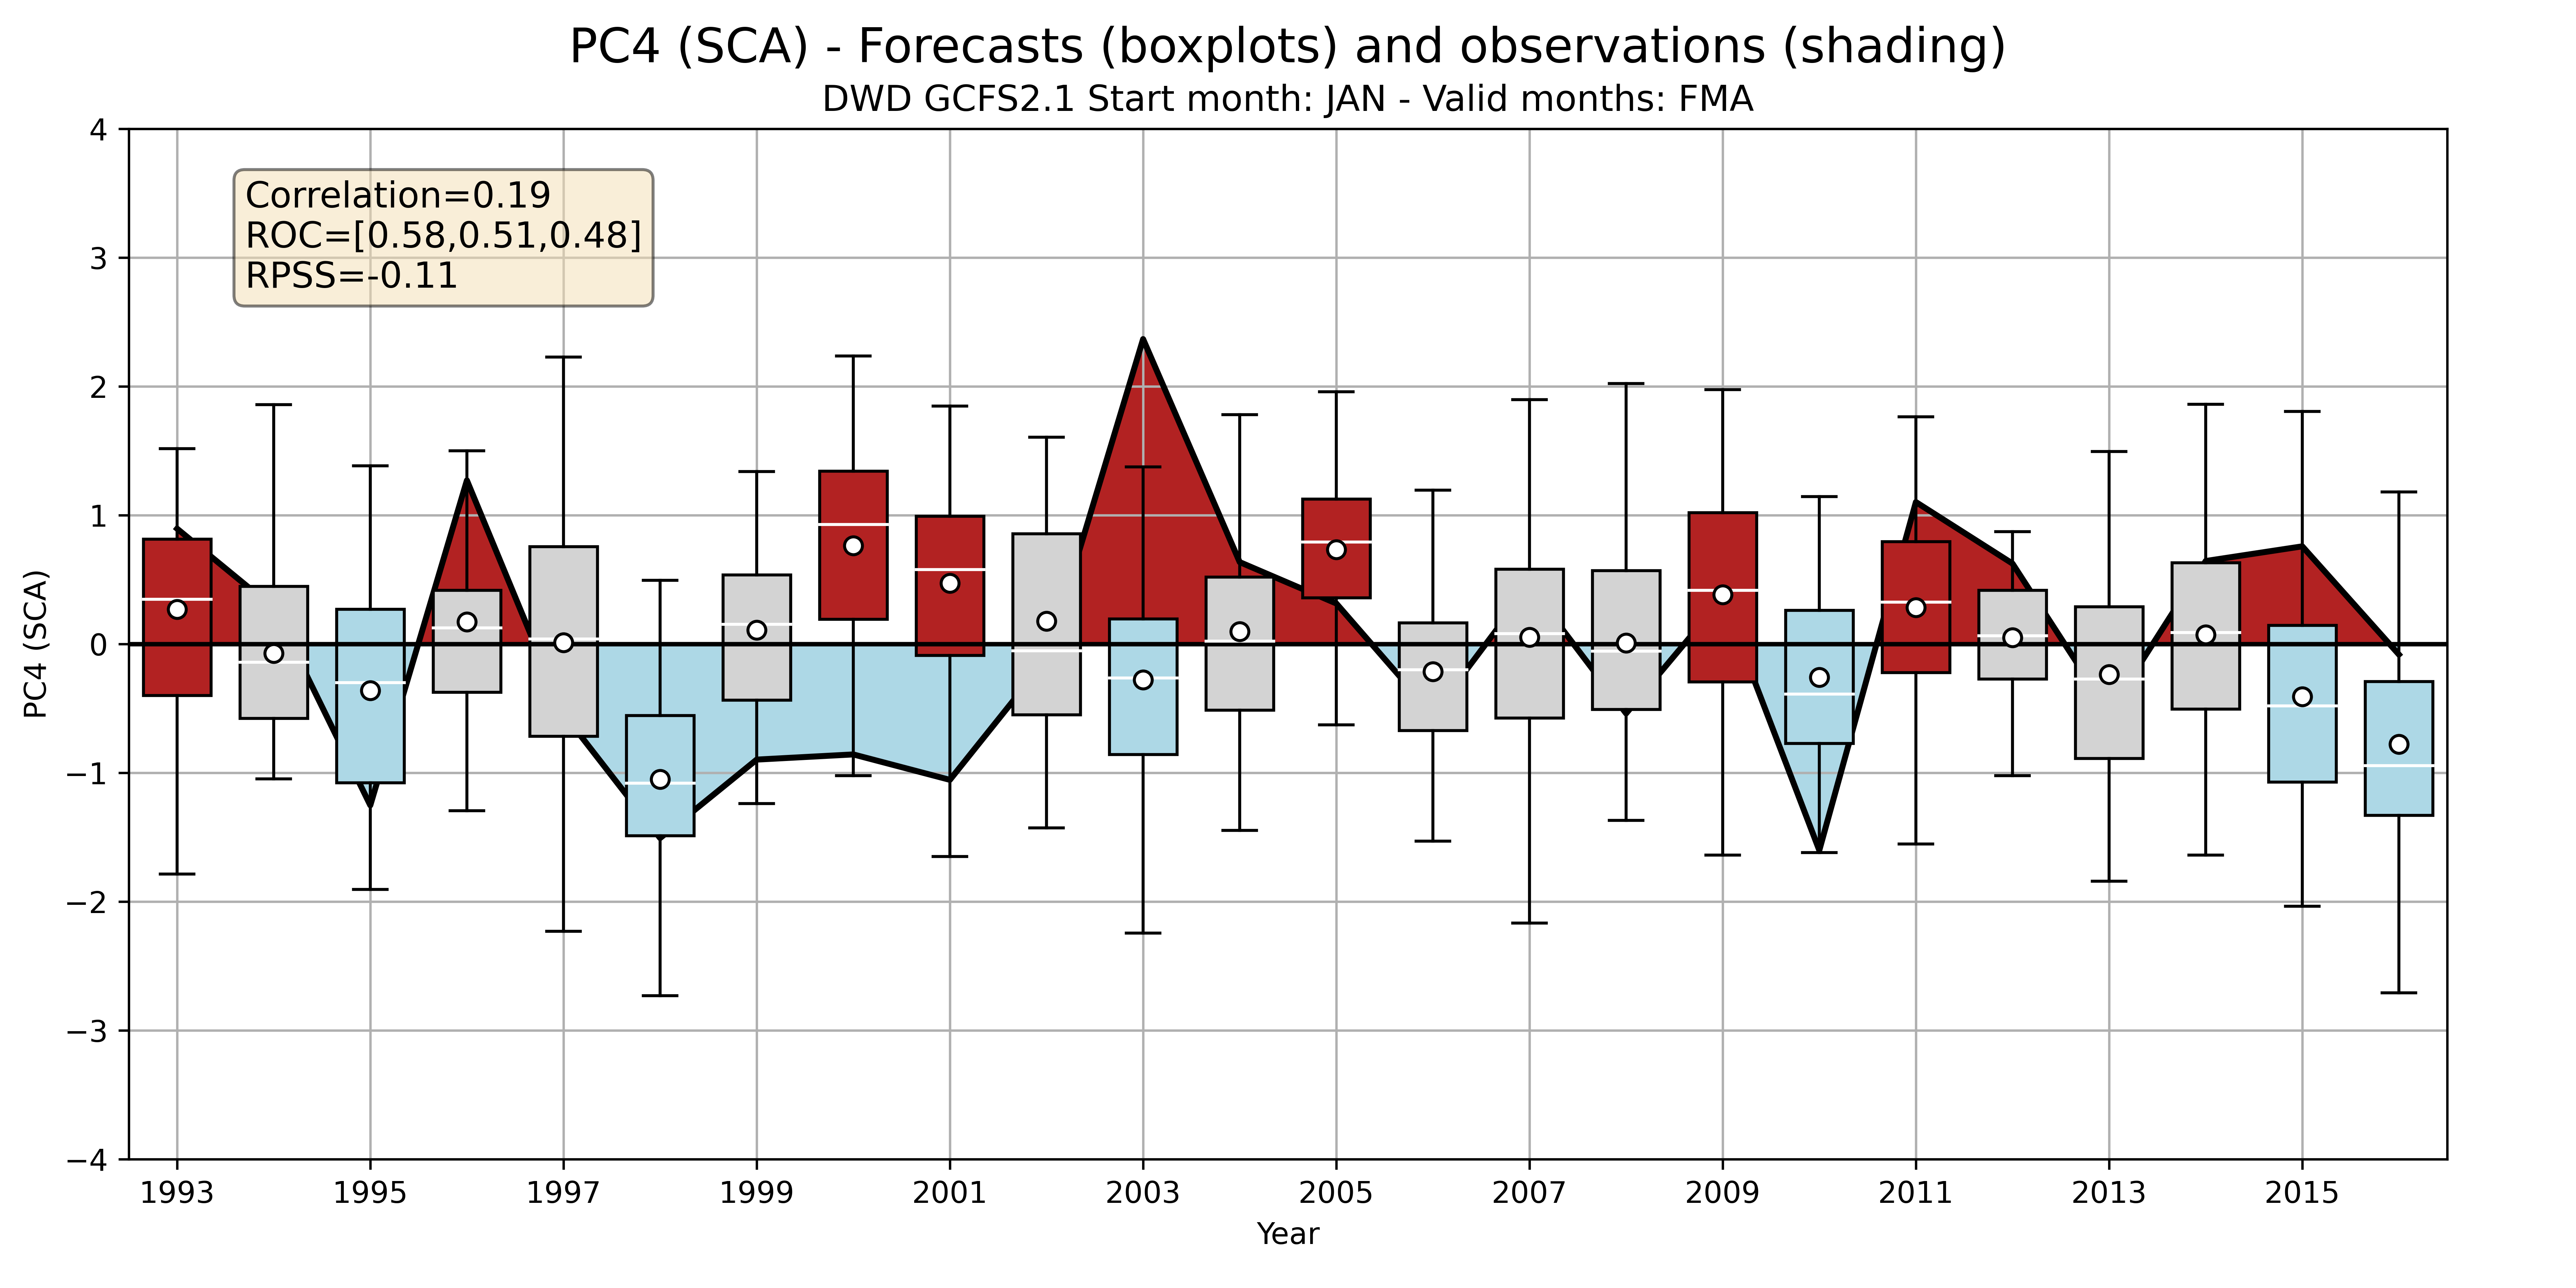 PC4 (SCA) - Forecasts (boxplots) and observations (shading)
DWD GCFS2.1 Start month: JAN - Valid months: FMA
Correlation=0.19
ROC=[0.58,0.51,0.48]
RPSS=-0.11
PC4 (SCA)
4
3
2
1
0
−1
−2
−3
−4
1993 1995 1997 1999 2001 2003 2005 2007 2009 2011 2013 2015
Year